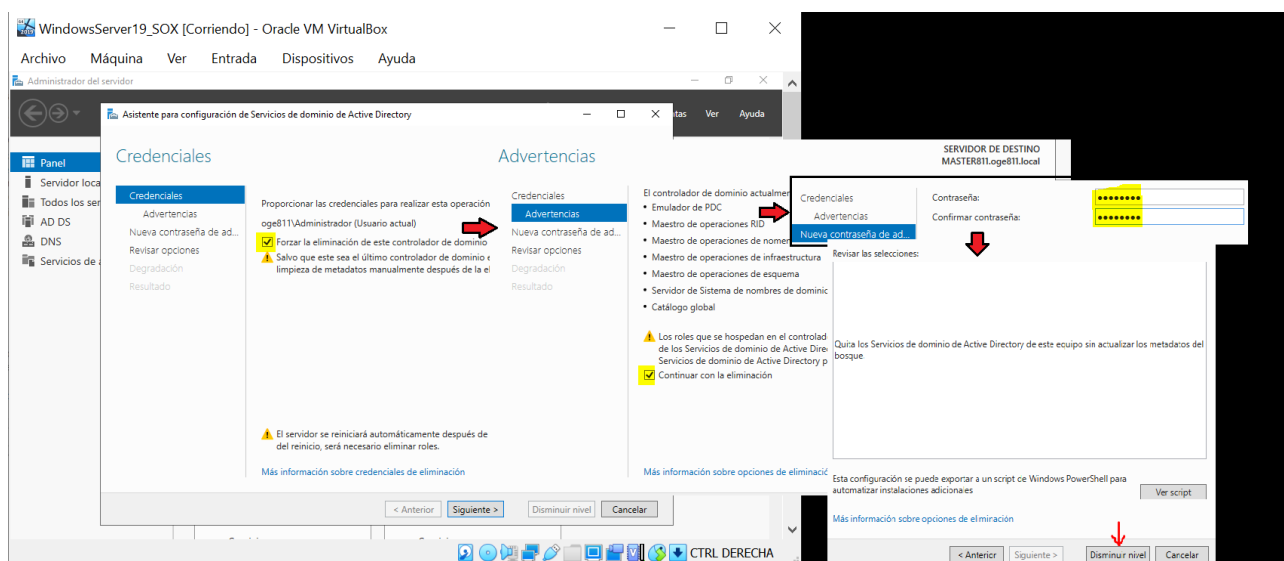 WindowsServer19_SOX [Corriendo] - Oracle VM VirtualBox
Archivo Máquina Ver Entrada Dispositivos Ayuda
Administrador del servidor
Ver Ayuda
Panel
Servidor loca
Todos los ser
AD DS
DNS
Servicios de
Asistente para configuración de Servicios de dominio de Active Directory
Credenciales
Credenciales
Advertencias
Nueva contraseña de ad...
Revisar opciones
Degradación
Resultado
Proporcionar las credenciales para realizar esta operación
oge811\Administrador (Usuario actual)
Forzar la eliminación de este controlador de dominio
Salvo que este sea el último controlador de dominio e
limpieza de metadatos manualmente después de la el
El servidor se reiniciará automáticamente después de
del reinicio, será necesario eliminar roles.
Más información sobre credenciales de eliminación
< Anterior Siguiente > Disminuir nivel Cancelar
Advertencias
SERVIDOR DE DESTINO
MASTER811.oge811.local
Credenciales
Advertencias
Nueva contraseña de ad...
Revisar opciones
Degradación
Resultado
El controlador de dominio actualmen
• Emulador de PDC
• Maestro de operaciones RID
• Maestro de operaciones de nomen
• Maestro de operaciones de infraestructura
• Maestro de operaciones de esquema
• Servidor de Sistema de nombres de dominic
• Catálogo global
Los roles que se hospedan en el controlad
de los Servicios de dominio de Active Dire
Servicios de dominio de Active Directory p
Continuar con la eliminación
Más información sobre opciones de eliminació
Credenciales
Advertencias
Nueva contraseña de ad...
Contraseña:
Confirmar contraseña:
Revisar las selecciones:
Quita los Servicios de dominio de Active Directory de este equipo sin actualizar los metadatos del
bosque
Esta configuración se puede exportar a un script de Windows PowerShell para
automatizar instalaciones adicionales
Ver script
Más información sobre opciones de eliminación
< Anterior Siguiente > Disminuir nivel Cancelar
CTRL DERECHA